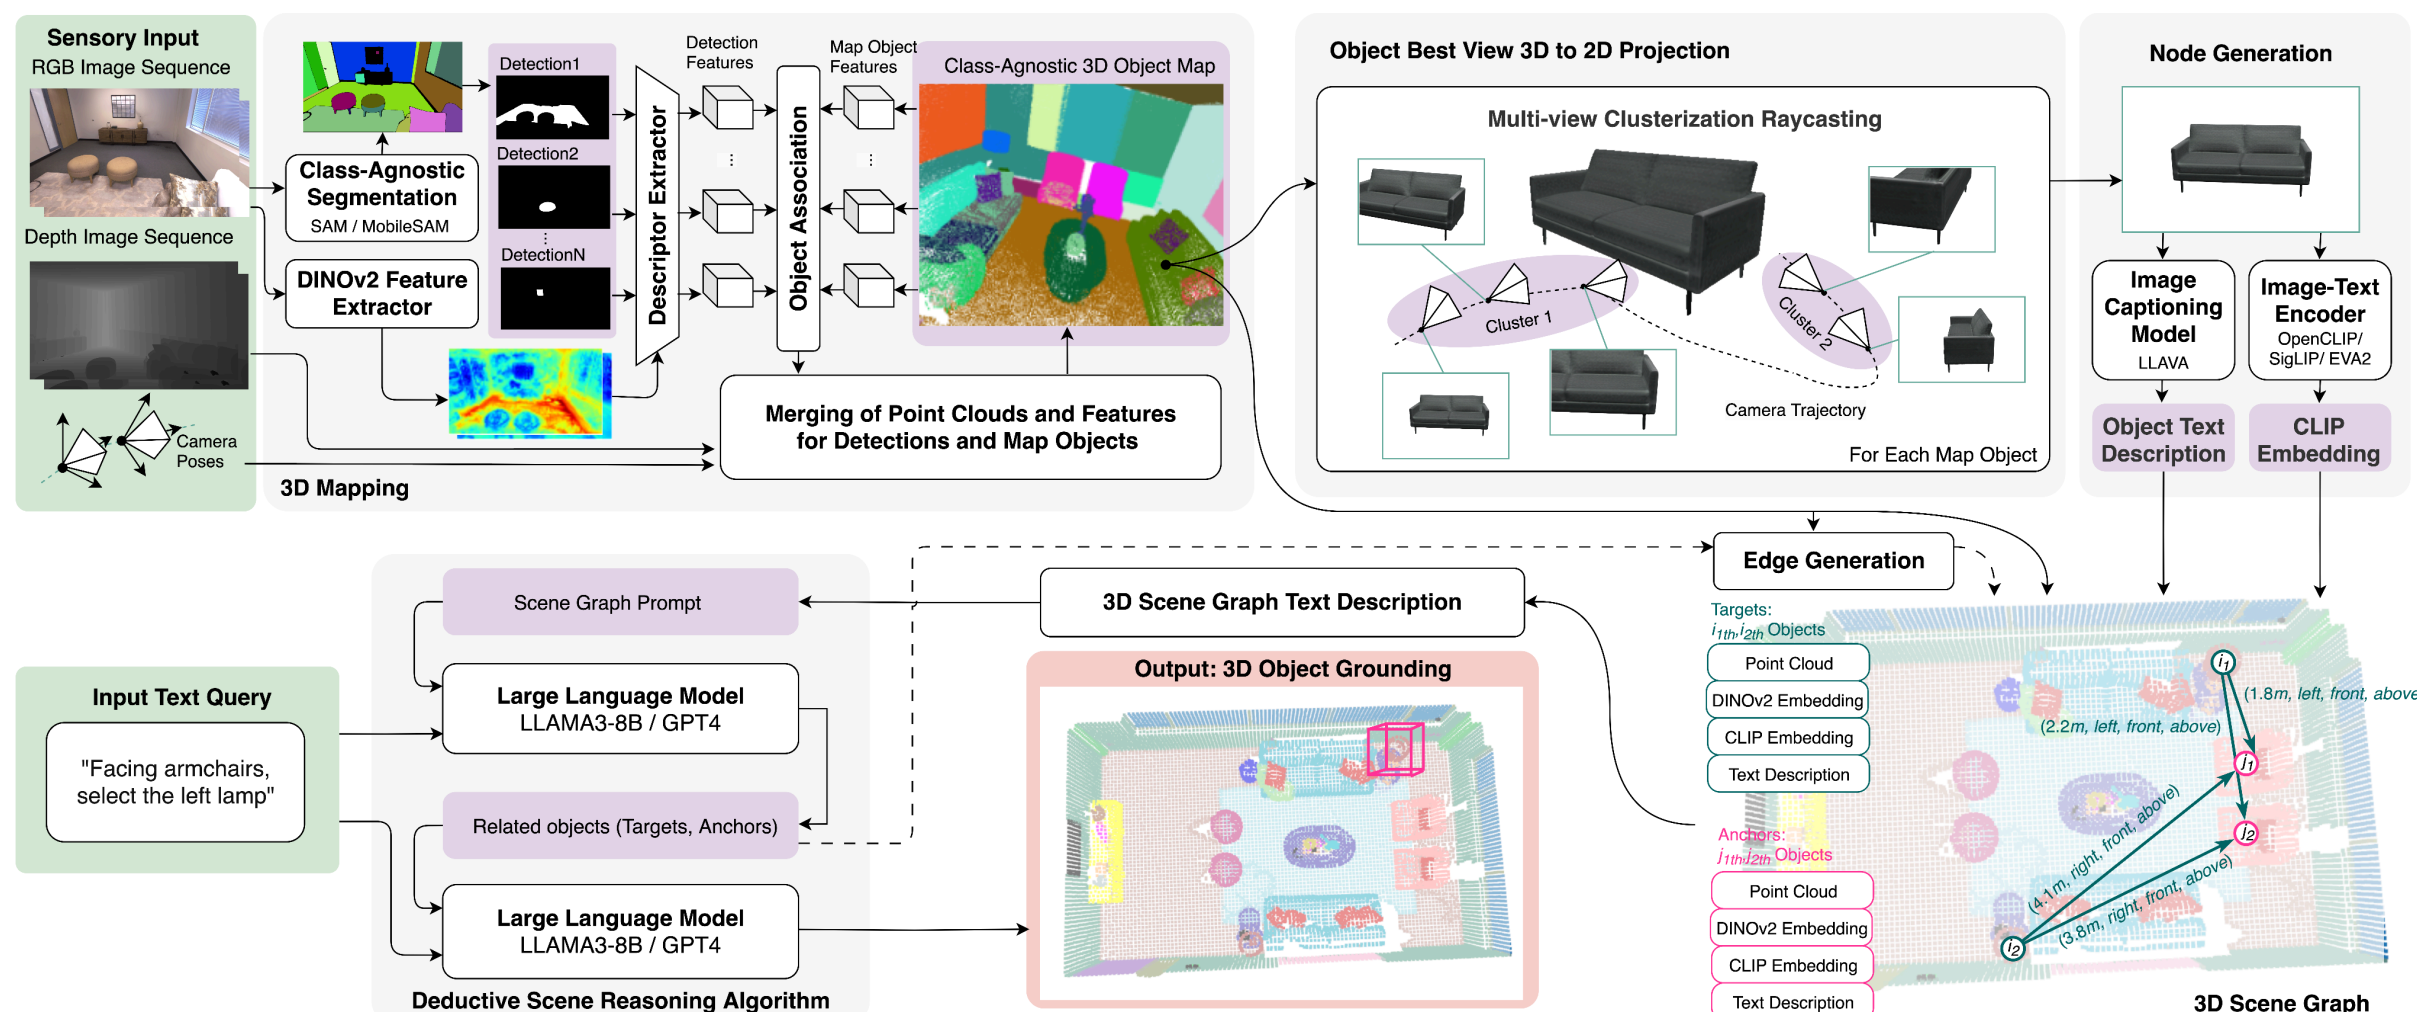 Sensory Input
RGB Image Sequence
Depth Image Sequence
Camera
Poses
Class-Agnostic
Segmentation
SAM / MobileSAM
DINOv2 Feature
Extractor
Detection1
Detection2
DetectionN
Descriptor Extractor
Detection
Features
Object Association
Map Object
Features
Class-Agnostic 3D Object Map
Merging of Point Clouds and Features
for Detections and Map Objects
3D Mapping
Object Best View 3D to 2D Projection
Multi-view Clusterization Raycasting
Cluster 1
Cluster 2
Camera Trajectory
For Each Map Object
Node Generation
Image
Captioning
Model
LLAVA
Image-Text
Encoder
OpenCLIP/
SigLIP/ EVA2
Object Text
Description
CLIP
Embedding
Edge Generation
3D Scene Graph Text Description
Scene Graph Prompt
Large Language Model
LLAMA3-8B / GPT4
Related objects (Targets, Anchors)
Large Language Model
LLAMA3-8B / GPT4
Deductive Scene Reasoning Algorithm
Input Text Query
"Facing armchairs,
select the left lamp"
Output: 3D Object Grounding
Targets:
i1th,i2th Objects
Point Cloud
DINOv2 Embedding
CLIP Embedding
Text Description
Anchors:
j1th,j2th Objects
Point Cloud
DINOv2 Embedding
CLIP Embedding
Text Description
i1
(1.8m, left, front, above
(2.2m, left, front, above)
j1
j2
(4.1m, right, front, above)
(3.8m, right, front, above)
i2
3D Scene Graph